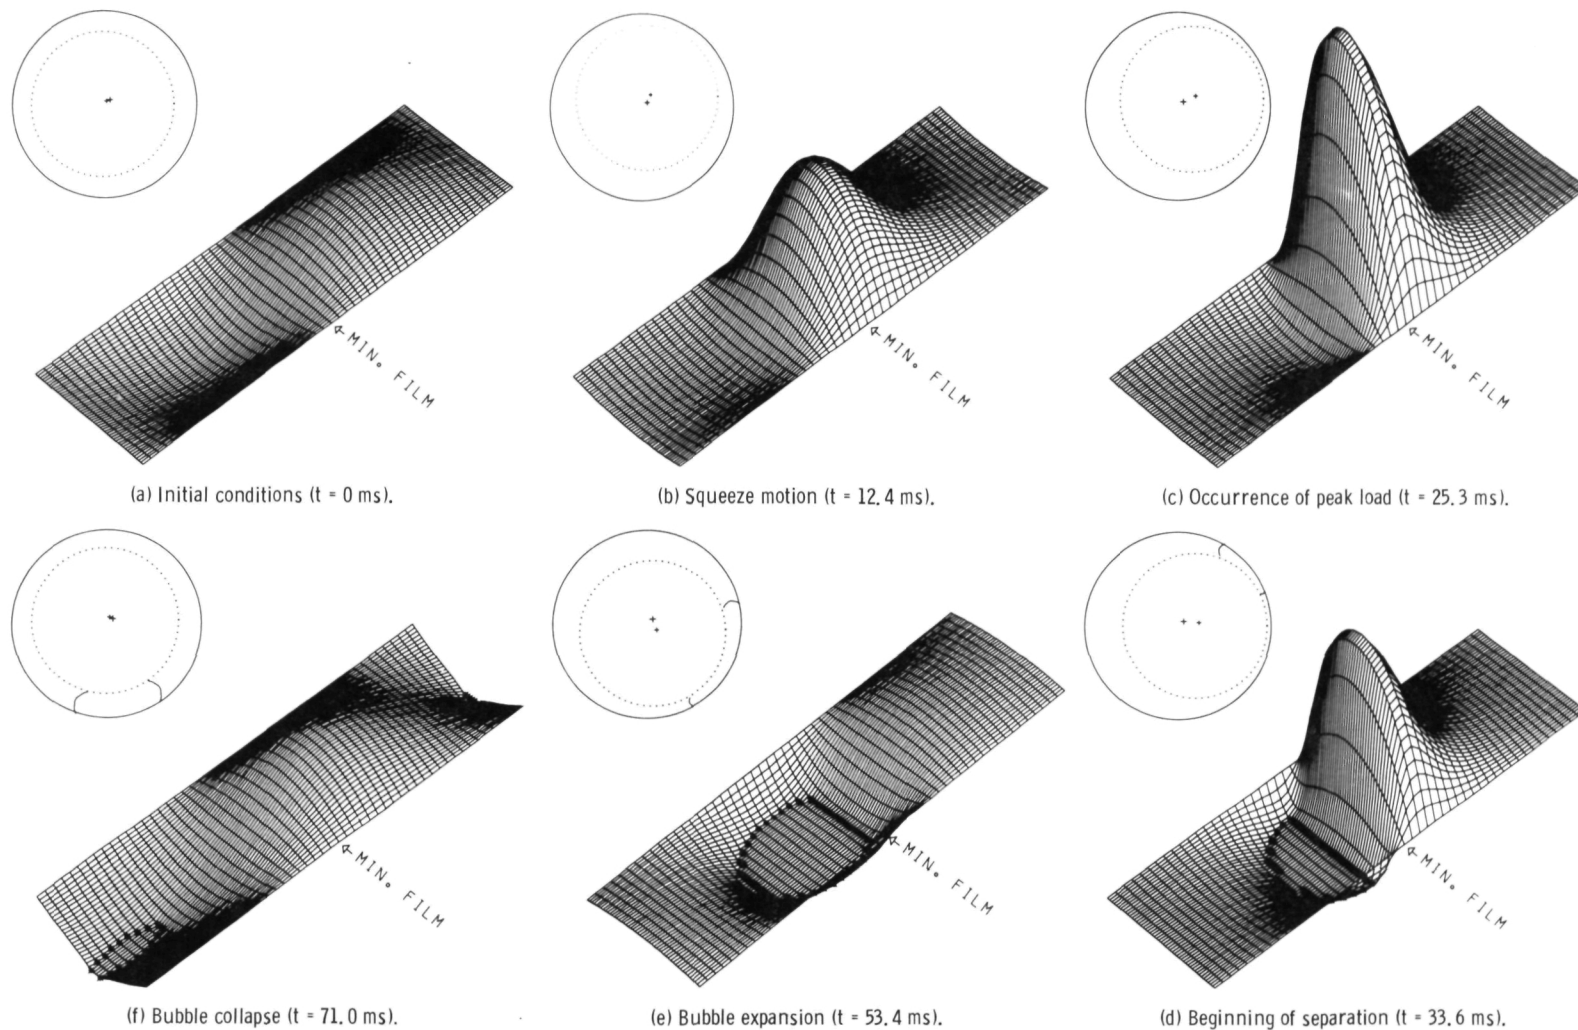 MIN. FILM
MIN. FILM
MIN. FILM
(a) Initial conditions (t = 0 ms).
(b) Squeeze motion (t = 12.4 ms).
(c) Occurrence of peak load (t = 25.3 ms).
MIN. FILM
MIN. FILM
MIN. FILM
(f) Bubble collapse (t = 71.0 ms).
(e) Bubble expansion (t = 53.4 ms).
(d) Beginning of separation (t = 33.6 ms).